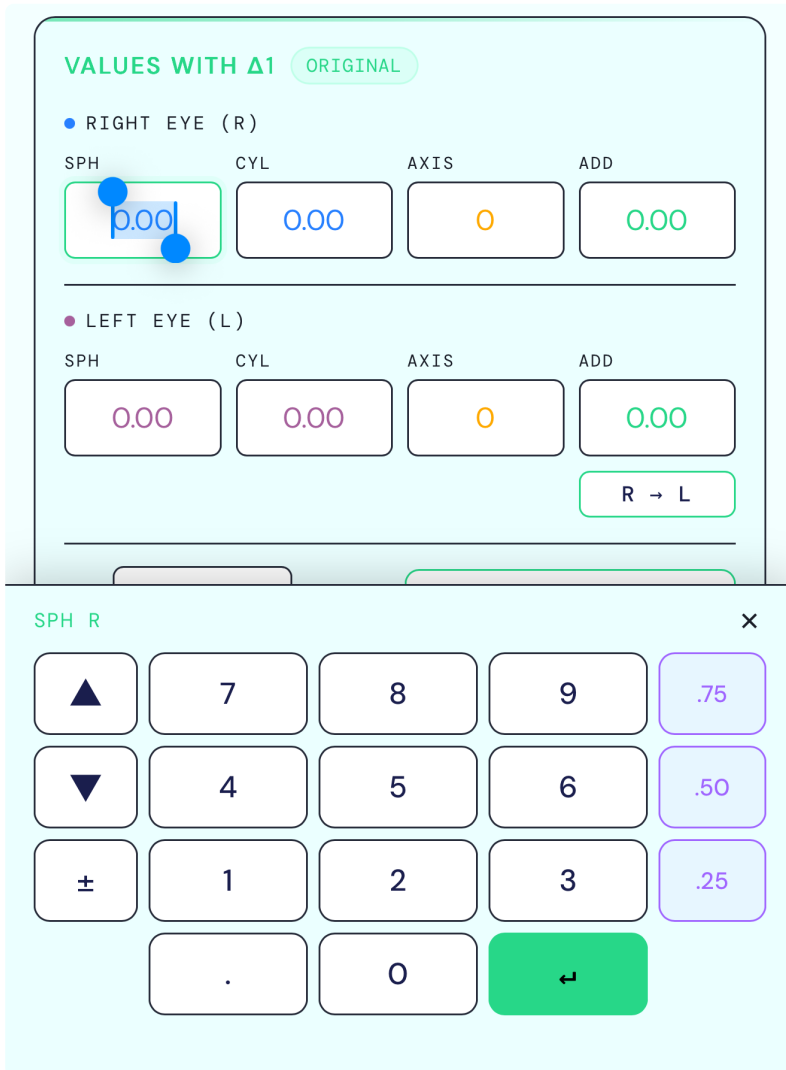 VALUES WITH Δ1 ORIGINAL
RIGHT EYE (R)
SPH CYL AXIS ADD
0.00 0.00 0 0.00
LEFT EYE (L)
SPH CYL AXIS ADD
0.00 0.00 0 0.00
R → L
SPH R ✕
▲ 7 8 9 .75
▼ 4 5 6 .50
± 1 2 3 .25
. 0 ↵